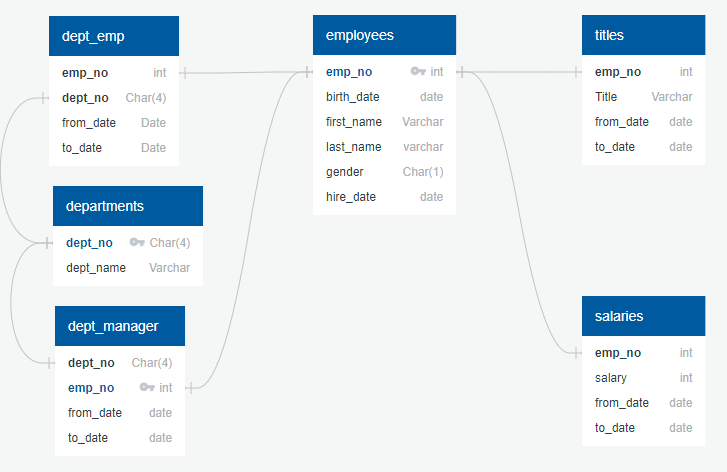 dept_emp
emp_no int
dept_no Char(4)
from_date Date
to_date Date
employees
emp_no int
birth_date date
first_name Varchar
last_name varchar
gender Char(1)
hire_date date
titles
emp_no int
Title Varchar
from_date date
to_date date
departments
dept_no Char(4)
dept_name Varchar
dept_manager
dept_no Char(4)
emp_no int
from_date date
to_date date
salaries
emp_no int
salary int
from_date date
to_date date